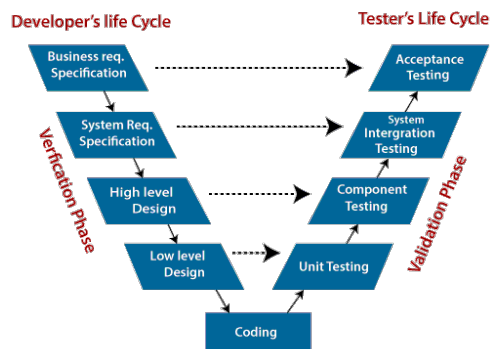 Developer's life Cycle
Tester's Life Cycle
Business req.
Specification
Acceptance
Testing
System Req.
Specification
System
Intergration
Testing
Verfication Phase
High level
Design
Component
Testing
Validation Phase
Low level
Design
Unit Testing
Coding